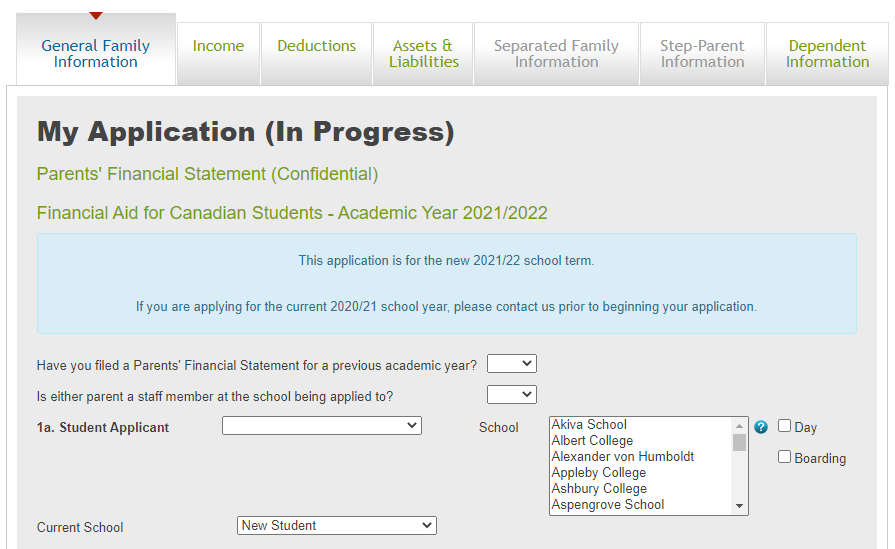 General Family
Information
Income
Deductions
Assets &
Liabilities
Separated Family
Information
Step-Parent
Information
Dependent
Information
My Application (In Progress)
Parents' Financial Statement (Confidential)
Financial Aid for Canadian Students - Academic Year 2021/2022
This application is for the new 2021/22 school term.
If you are applying for the current 2020/21 school year, please contact us prior to beginning your application.
Have you filed a Parents' Financial Statement for a previous academic year?
Is either parent a staff member at the school being applied to?
1a. Student Applicant
School
Akiva School
Albert College
Alexander von Humboldt
Appleby College
Ashbury College
Aspengrove School
?
Day
Boarding
Current School
New Student